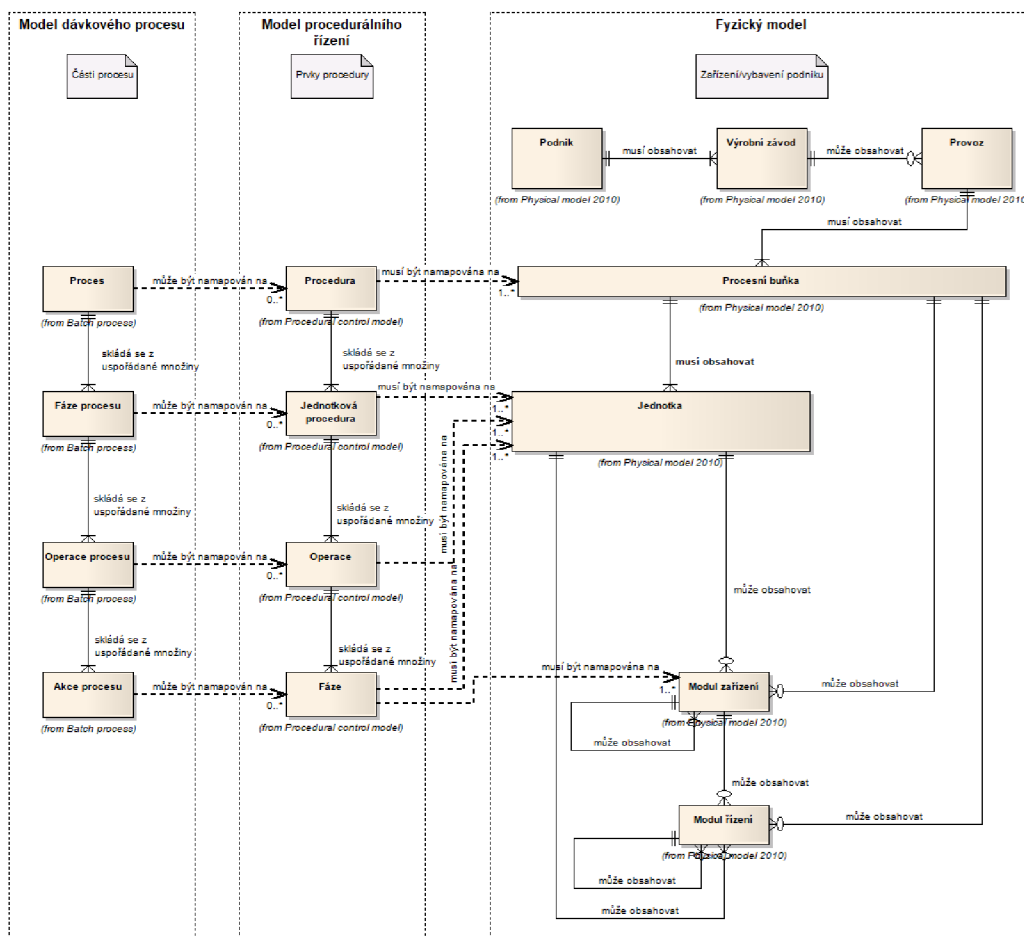 Model dávkového procesu
Model procedurálního
řízení
Fyzický model
Části procesu
Prvky procedury
Zařízení/vybavení podniku
Podnik
musí obsahovat
Výrobní závod
může obsahovat
Provoz
(from Physical model 2010)
(from Physical model 2010)
(from Physical model 2010)
musí obsahovat
Proces
může být namapován na
0..*
Procedura
musí být namapována na
1..*
Procesní buňka
(from Batch process)
(from Procedural control model)
(from Physical model 2010)
skládá se z
uspořádané množiny
skládá se z
uspořádané množiny
musí obsahovat
Fáze procesu
může být namapován na
0..*
Jednotková
procedura
musí být namapována na
1..*
1..*
1..*
Jednotka
(from Batch process)
(from Procedural control model)
(from Physical model 2010)
skládá se z
uspořádané množiny
skládá se z
uspořádané množiny
musí být namapována na
musí být namapována na
Operace procesu
může být namapován na
0..*
Operace
(from Batch process)
(from Procedural control model)
může obsahovat
skládá se z
uspořádané množiny
skládá se z
uspořádané množiny
Akce procesu
může být namapován na
0..*
Fáze
musí být namapována na
1..*
Modul zařízení
může obsahovat
(from Batch process)
(from Procedural control model)
(from Physical model 2010)
může obsahovat
může obsahovat
Modul řízení
může obsahovat
(from Physical model 2010)
může obsahovat
může obsahovat